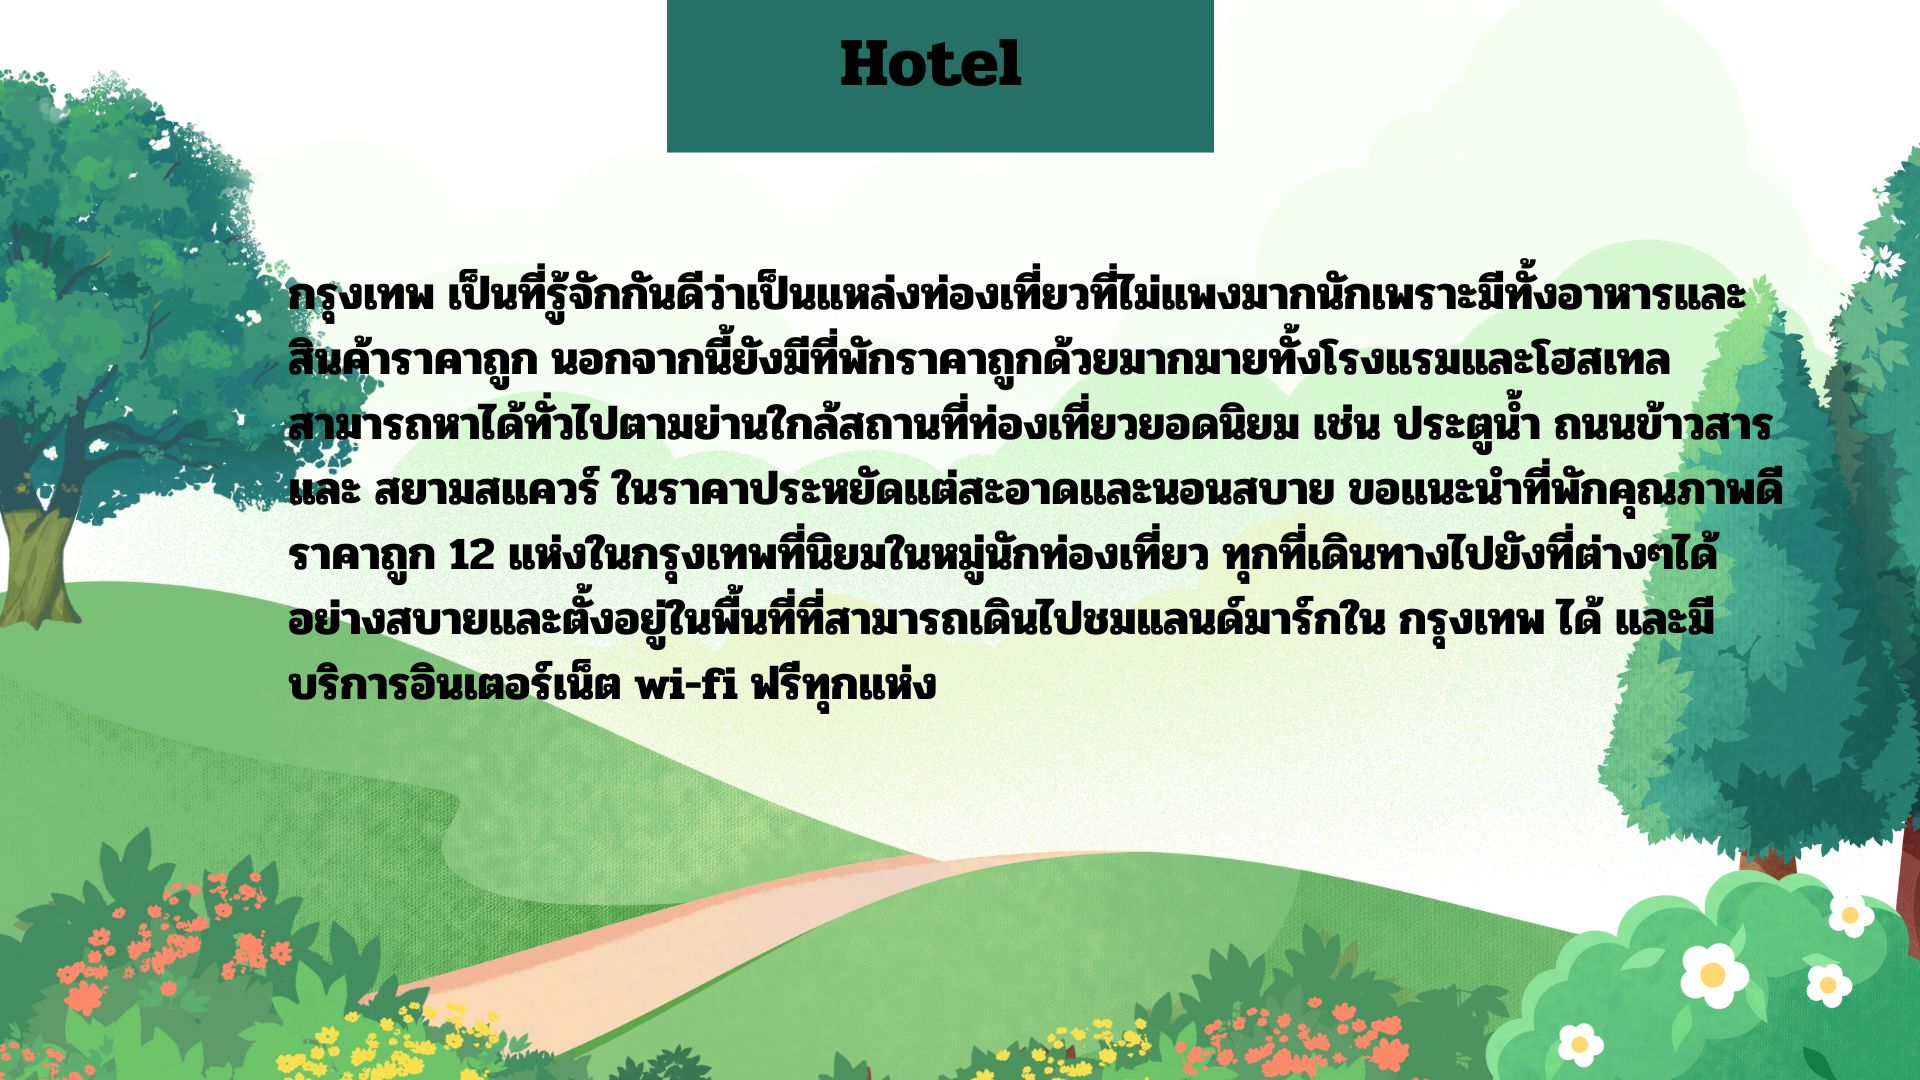 Hotel
กรุงเทพ เป็นที่รู้จักกันดีว่าเป็นแหล่งท่องเที่ยวที่ไม่แพงมากนักเพราะมีทั้งอาหารและ
สินค้าราคาถูก นอกจากนี้ยังมีที่พักราคาถูกด้วยมากมายทั้งโรงแรมและโฮสเทล
สามารถหาได้ทั่วไปตามย่านใกล้สถานที่ท่องเที่ยวยอดนิยม เช่น ประตูน้ำ ถนนข้าวสาร
และ สยามสแควร์ ในราคาประหยัดแต่สะอาดและนอนสบาย ขอแนะนำที่พักคุณภาพดี
ราคาถูก 12 แห่งในกรุงเทพที่นิยมในหมู่นักท่องเที่ยว ทุกที่เดินทางไปยังที่ต่างๆได้
อย่างสบายและตั้งอยู่ในพื้นที่ที่สามารถเดินไปชมแลนด์มาร์กใน กรุงเทพ ได้ และมี
บริการอินเตอร์เน็ต wi-fi ฟรีทุกแห่ง